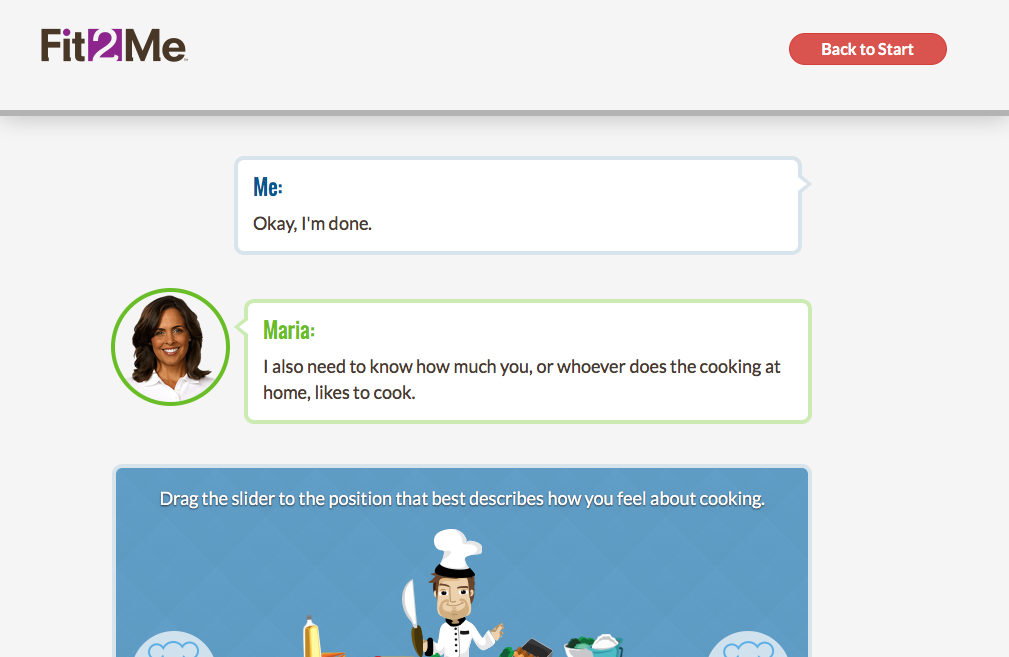 Fit2Me
Back to Start
Me:
Okay, I'm done.
Maria:
I also need to know how much you, or whoever does the cooking at
home, likes to cook.
Drag the slider to the position that best describes how you feel about cooking.